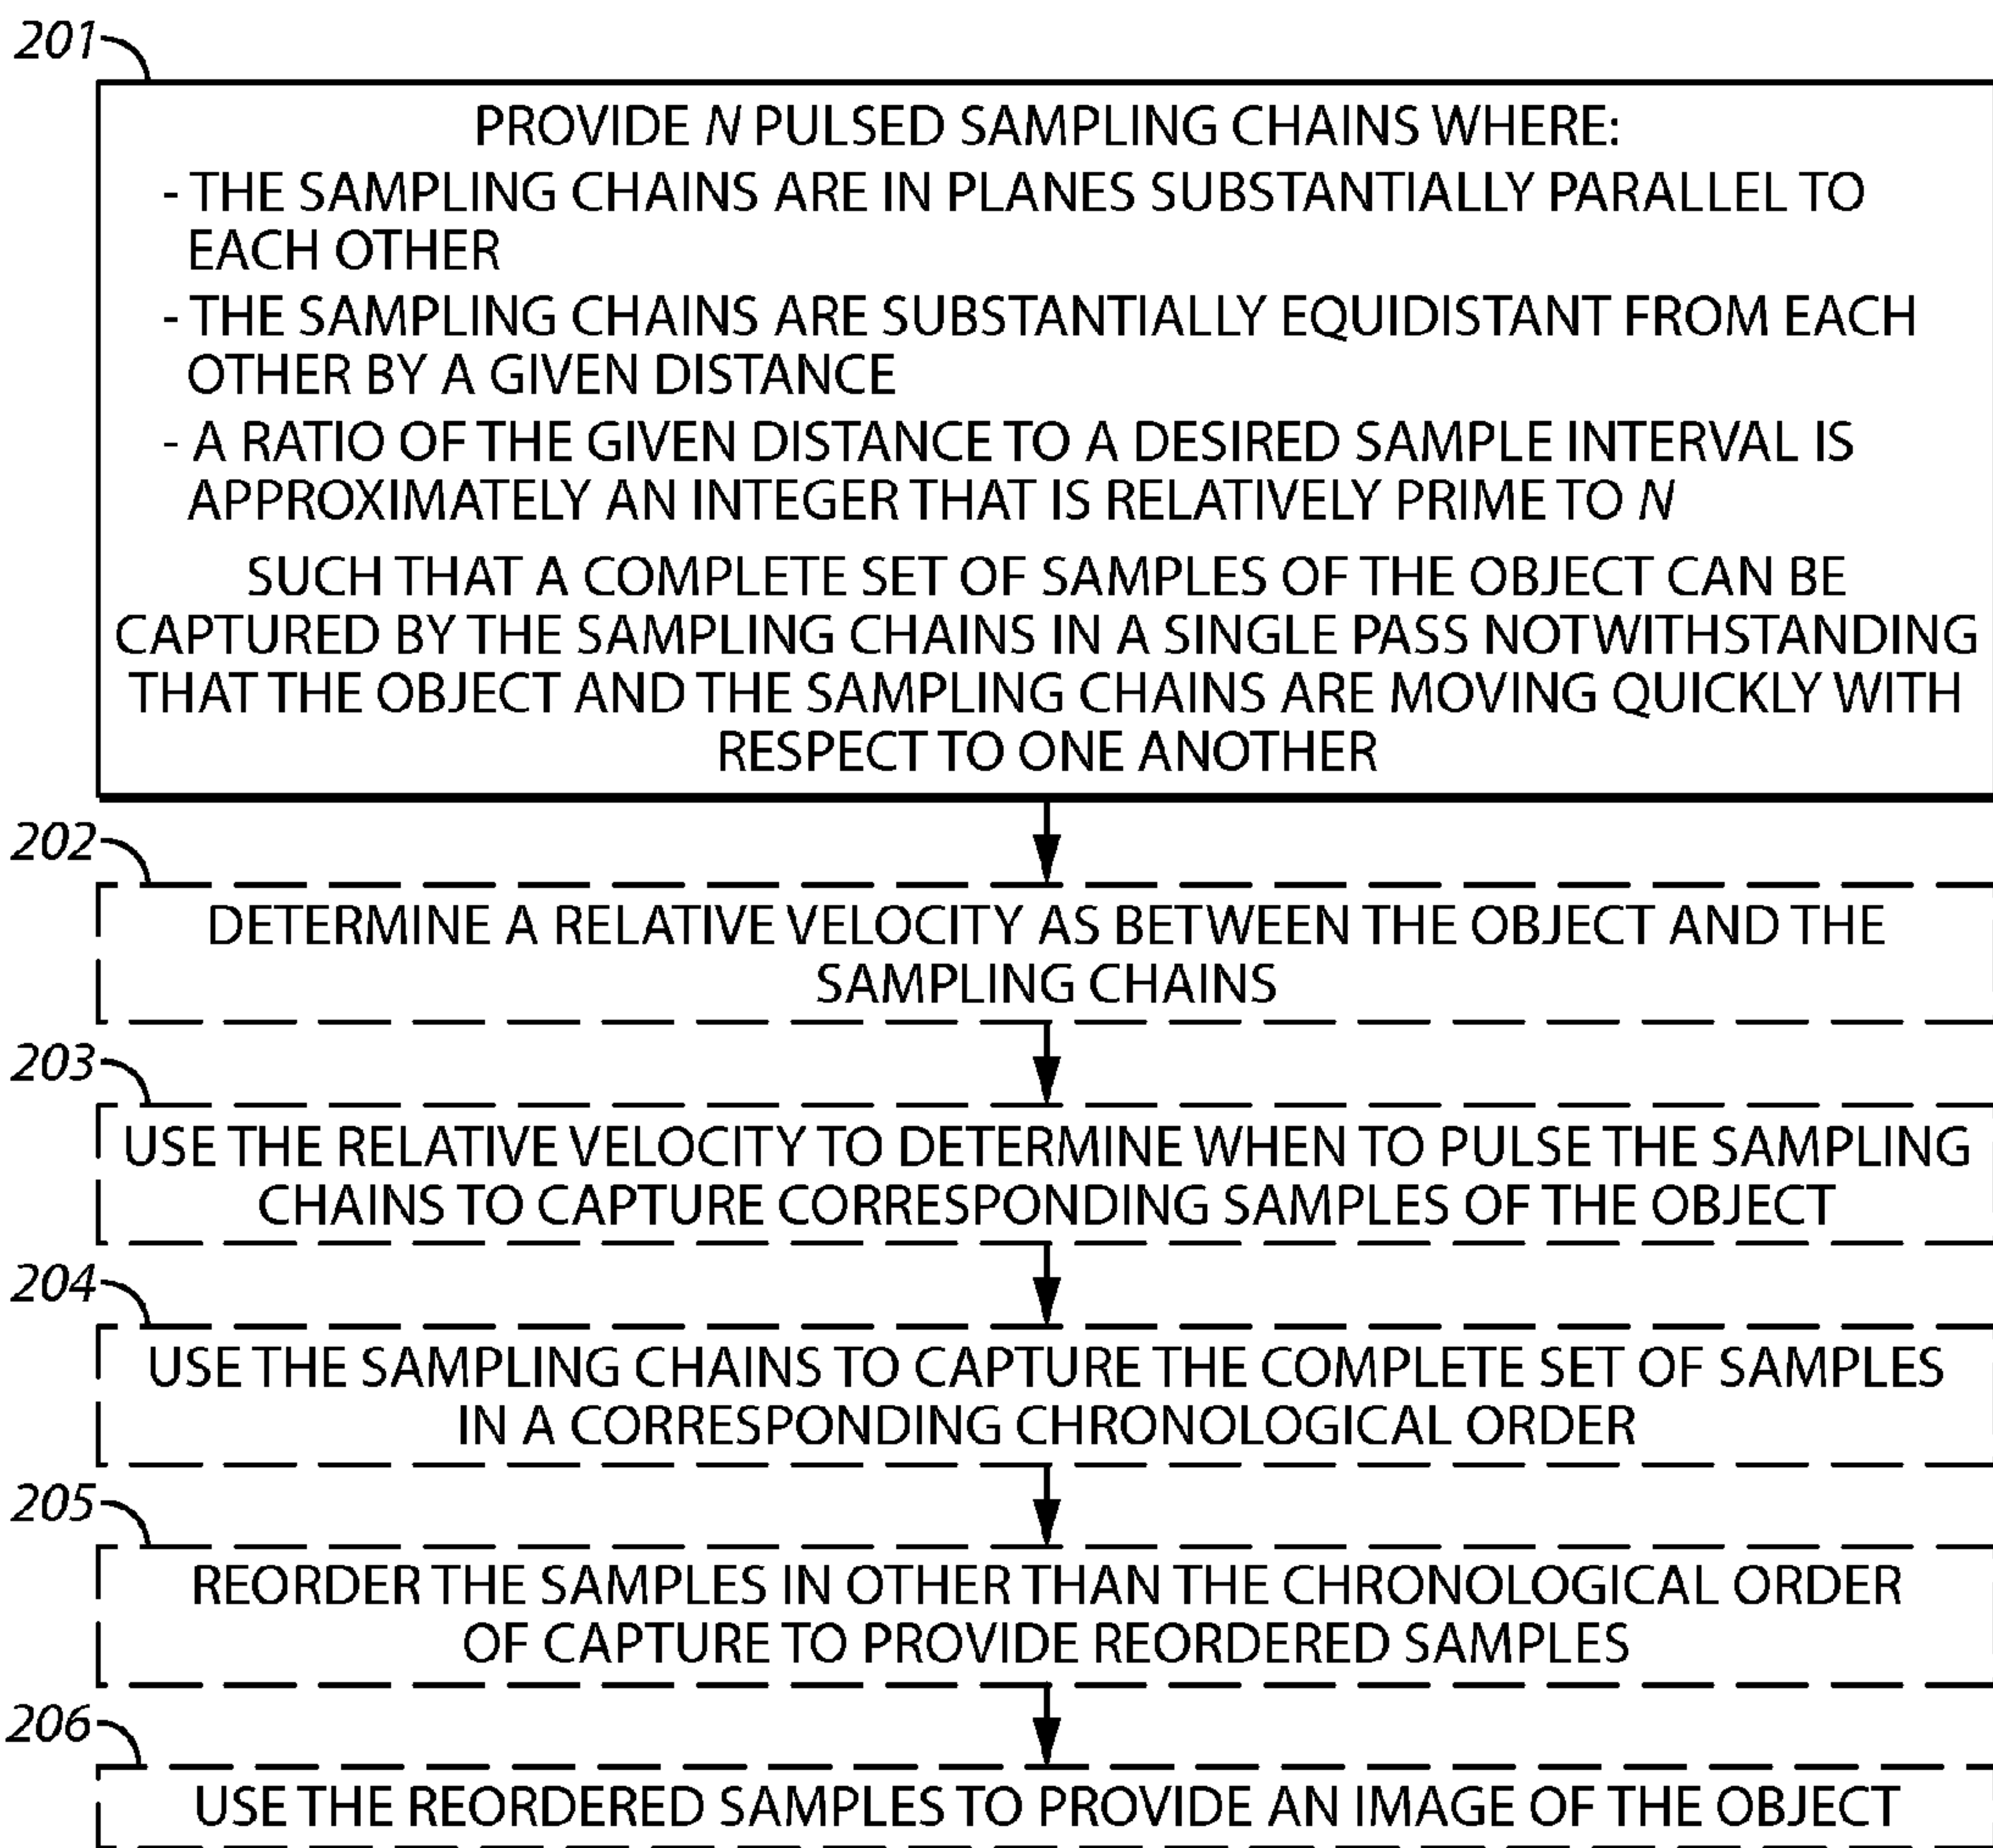 201
PROVIDE N PULSED SAMPLING CHAINS WHERE:
- THE SAMPLING CHAINS ARE IN PLANES SUBSTANTIALLY PARALLEL TO
EACH OTHER
- THE SAMPLING CHAINS ARE SUBSTANTIALLY EQUIDISTANT FROM EACH
OTHER BY A GIVEN DISTANCE
- A RATIO OF THE GIVEN DISTANCE TO A DESIRED SAMPLE INTERVAL IS
APPROXIMATELY AN INTEGER THAT IS RELATIVELY PRIME TO N
SUCH THAT A COMPLETE SET OF SAMPLES OF THE OBJECT CAN BE
CAPTURED BY THE SAMPLING CHAINS IN A SINGLE PASS NOTWITHSTANDING
THAT THE OBJECT AND THE SAMPLING CHAINS ARE MOVING QUICKLY WITH
RESPECT TO ONE ANOTHER
202
DETERMINE A RELATIVE VELOCITY AS BETWEEN THE OBJECT AND THE
SAMPLING CHAINS
203
USE THE RELATIVE VELOCITY TO DETERMINE WHEN TO PULSE THE SAMPLING
CHAINS TO CAPTURE CORRESPONDING SAMPLES OF THE OBJECT
204
USE THE SAMPLING CHAINS TO CAPTURE THE COMPLETE SET OF SAMPLES
IN A CORRESPONDING CHRONOLOGICAL ORDER
205
REORDER THE SAMPLES IN OTHER THAN THE CHRONOLOGICAL ORDER
OF CAPTURE TO PROVIDE REORDERED SAMPLES
206
USE THE REORDERED SAMPLES TO PROVIDE AN IMAGE OF THE OBJECT